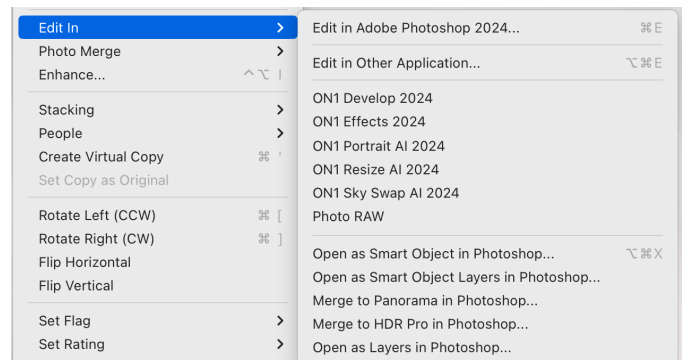 Edit In
Photo Merge
Enhance... ^⌥ I
Stacking
People
Create Virtual Copy ⌘ '
Set Copy as Original
Rotate Left (CCW) ⌘ [
Rotate Right (CW) ⌘ ]
Flip Horizontal
Flip Vertical
Set Flag
Set Rating
Edit in Adobe Photoshop 2024... ⌘E
Edit in Other Application... ⌥⌘E
ON1 Develop 2024
ON1 Effects 2024
ON1 Portrait AI 2024
ON1 Resize AI 2024
ON1 Sky Swap AI 2024
Photo RAW
Open as Smart Object in Photoshop... ⌥⌘X
Open as Smart Object Layers in Photoshop...
Merge to Panorama in Photoshop...
Merge to HDR Pro in Photoshop...
Open as Layers in Photoshop...